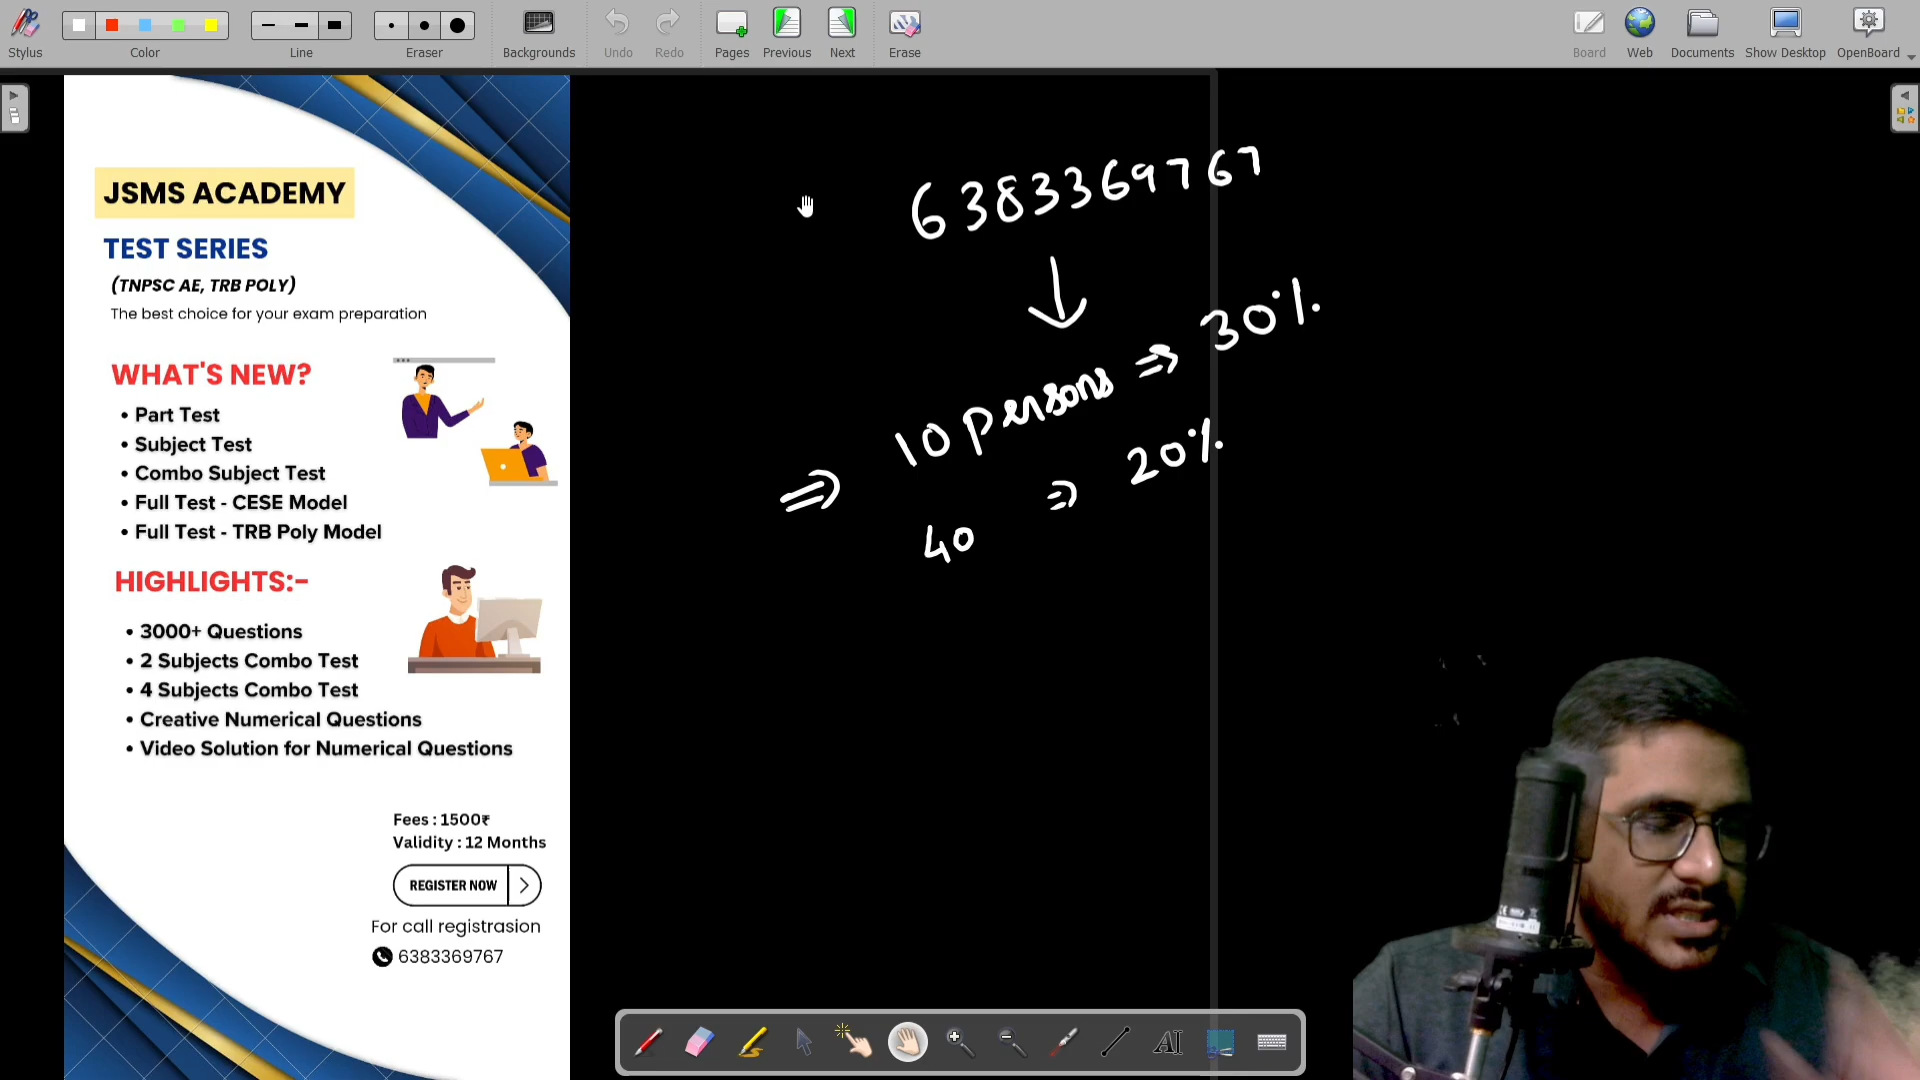 Stylus
Color
Line
Eraser
Backgrounds
Undo
Redo
Pages
Previous
Next
Erase
Board
Web
Documents
Show Desktop
OpenBoard
JSMS ACADEMY
TEST SERIES
(TNPSC AE, TRB POLY)
The best choice for your exam preparation
WHAT'S NEW?
• Part Test
• Subject Test
• Combo Subject Test
• Full Test - CESE Model
• Full Test - TRB Poly Model
HIGHLIGHTS:-
• 3000+ Questions
• 2 Subjects Combo Test
• 4 Subjects Combo Test
• Creative Numerical Questions
• Video Solution for Numerical Questions
Fees : 1500₹
Validity : 12 Months
REGISTER NOW
For call registrasion
6383369767
6383369767
↓
10 persons ⇒ 30%
⇒
40 ⇒ 20%
AI